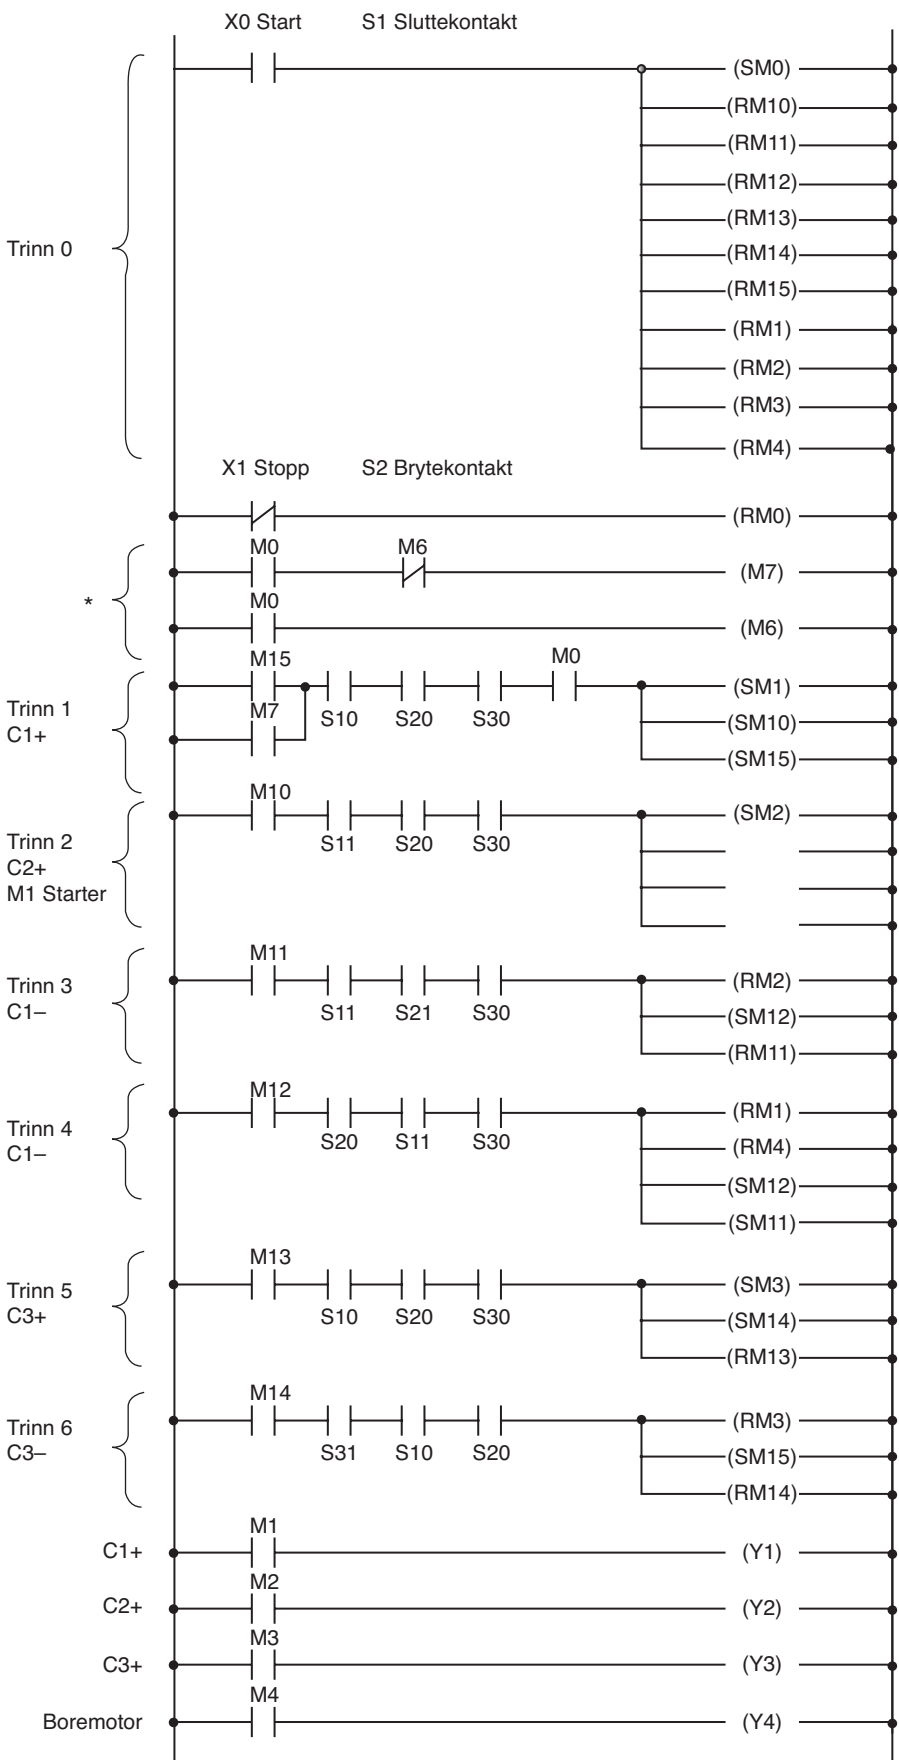 X0 Start S1 Sluttekontakt
(SM0)
(RM10)
(RM11)
(RM12)
(RM13)
Trinn 0 (RM14)
(RM15)
(RM1)
(RM2)
(RM3)
(RM4)
X1 Stopp S2 Brytekontakt
(RM0)
M0 M6
(M7)
*
M0
(M6)
M15 M0
(SM1)
Trinn 1 M7 S10 S20 S30 (SM10)
C1+
(SM15)
M10
(SM2)
Trinn 2 S11 S20 S30
C2+
M1 Starter
M11
Trinn 3 (RM2)
C1– S11 S21 S30 (SM12)
(RM11)
M12
(RM1)
Trinn 4 S20 S11 S30 (RM4)
C1–
(SM12)
(SM11)
M13
Trinn 5 (SM3)
C3+ S10 S20 S30 (SM14)
(RM13)
M14
Trinn 6 (RM3)
C3– S31 S10 S20 (SM15)
(RM14)
M1
C1+ (Y1)
M2
C2+ (Y2)
M3
C3+ (Y3)
M4
Boremotor (Y4)